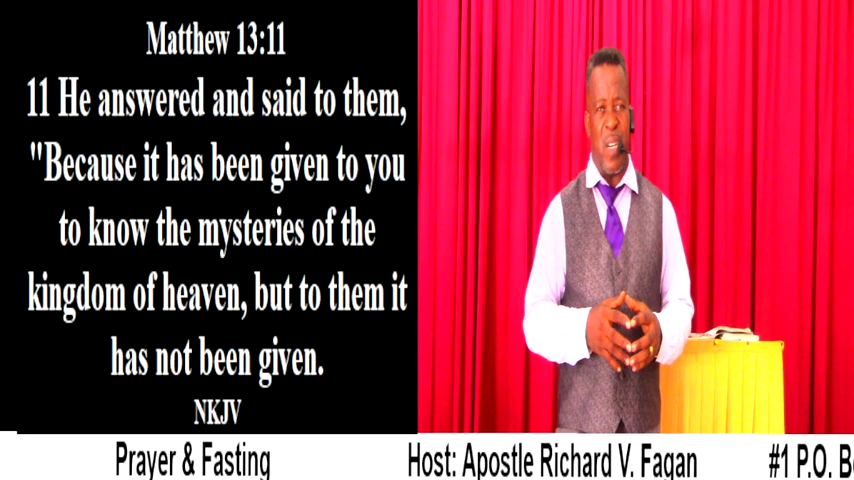 Matthew 13:11
11 He answered and said to them,
"Because it has been given to you
to know the mysteries of the
kingdom of heaven, but to them it
has not been given.
NKJV
Prayer & Fasting
Host: Apostle Richard V. Fagan
#1 P.O.